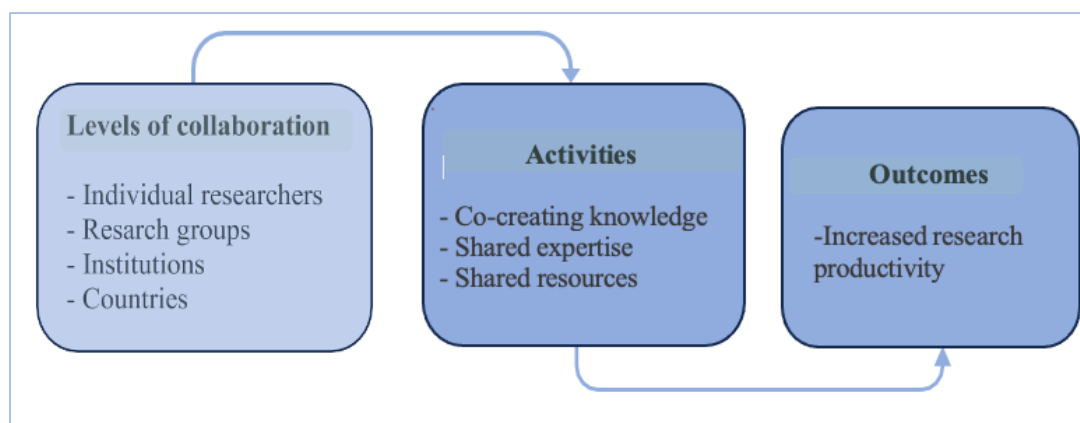 Levels of collaboration
- Individual researchers
- Resarch groups
- Institutions
- Countries
Activities
- Co-creating knowledge
- Shared expertise
- Shared resources
Outcomes
-Increased research
productivity